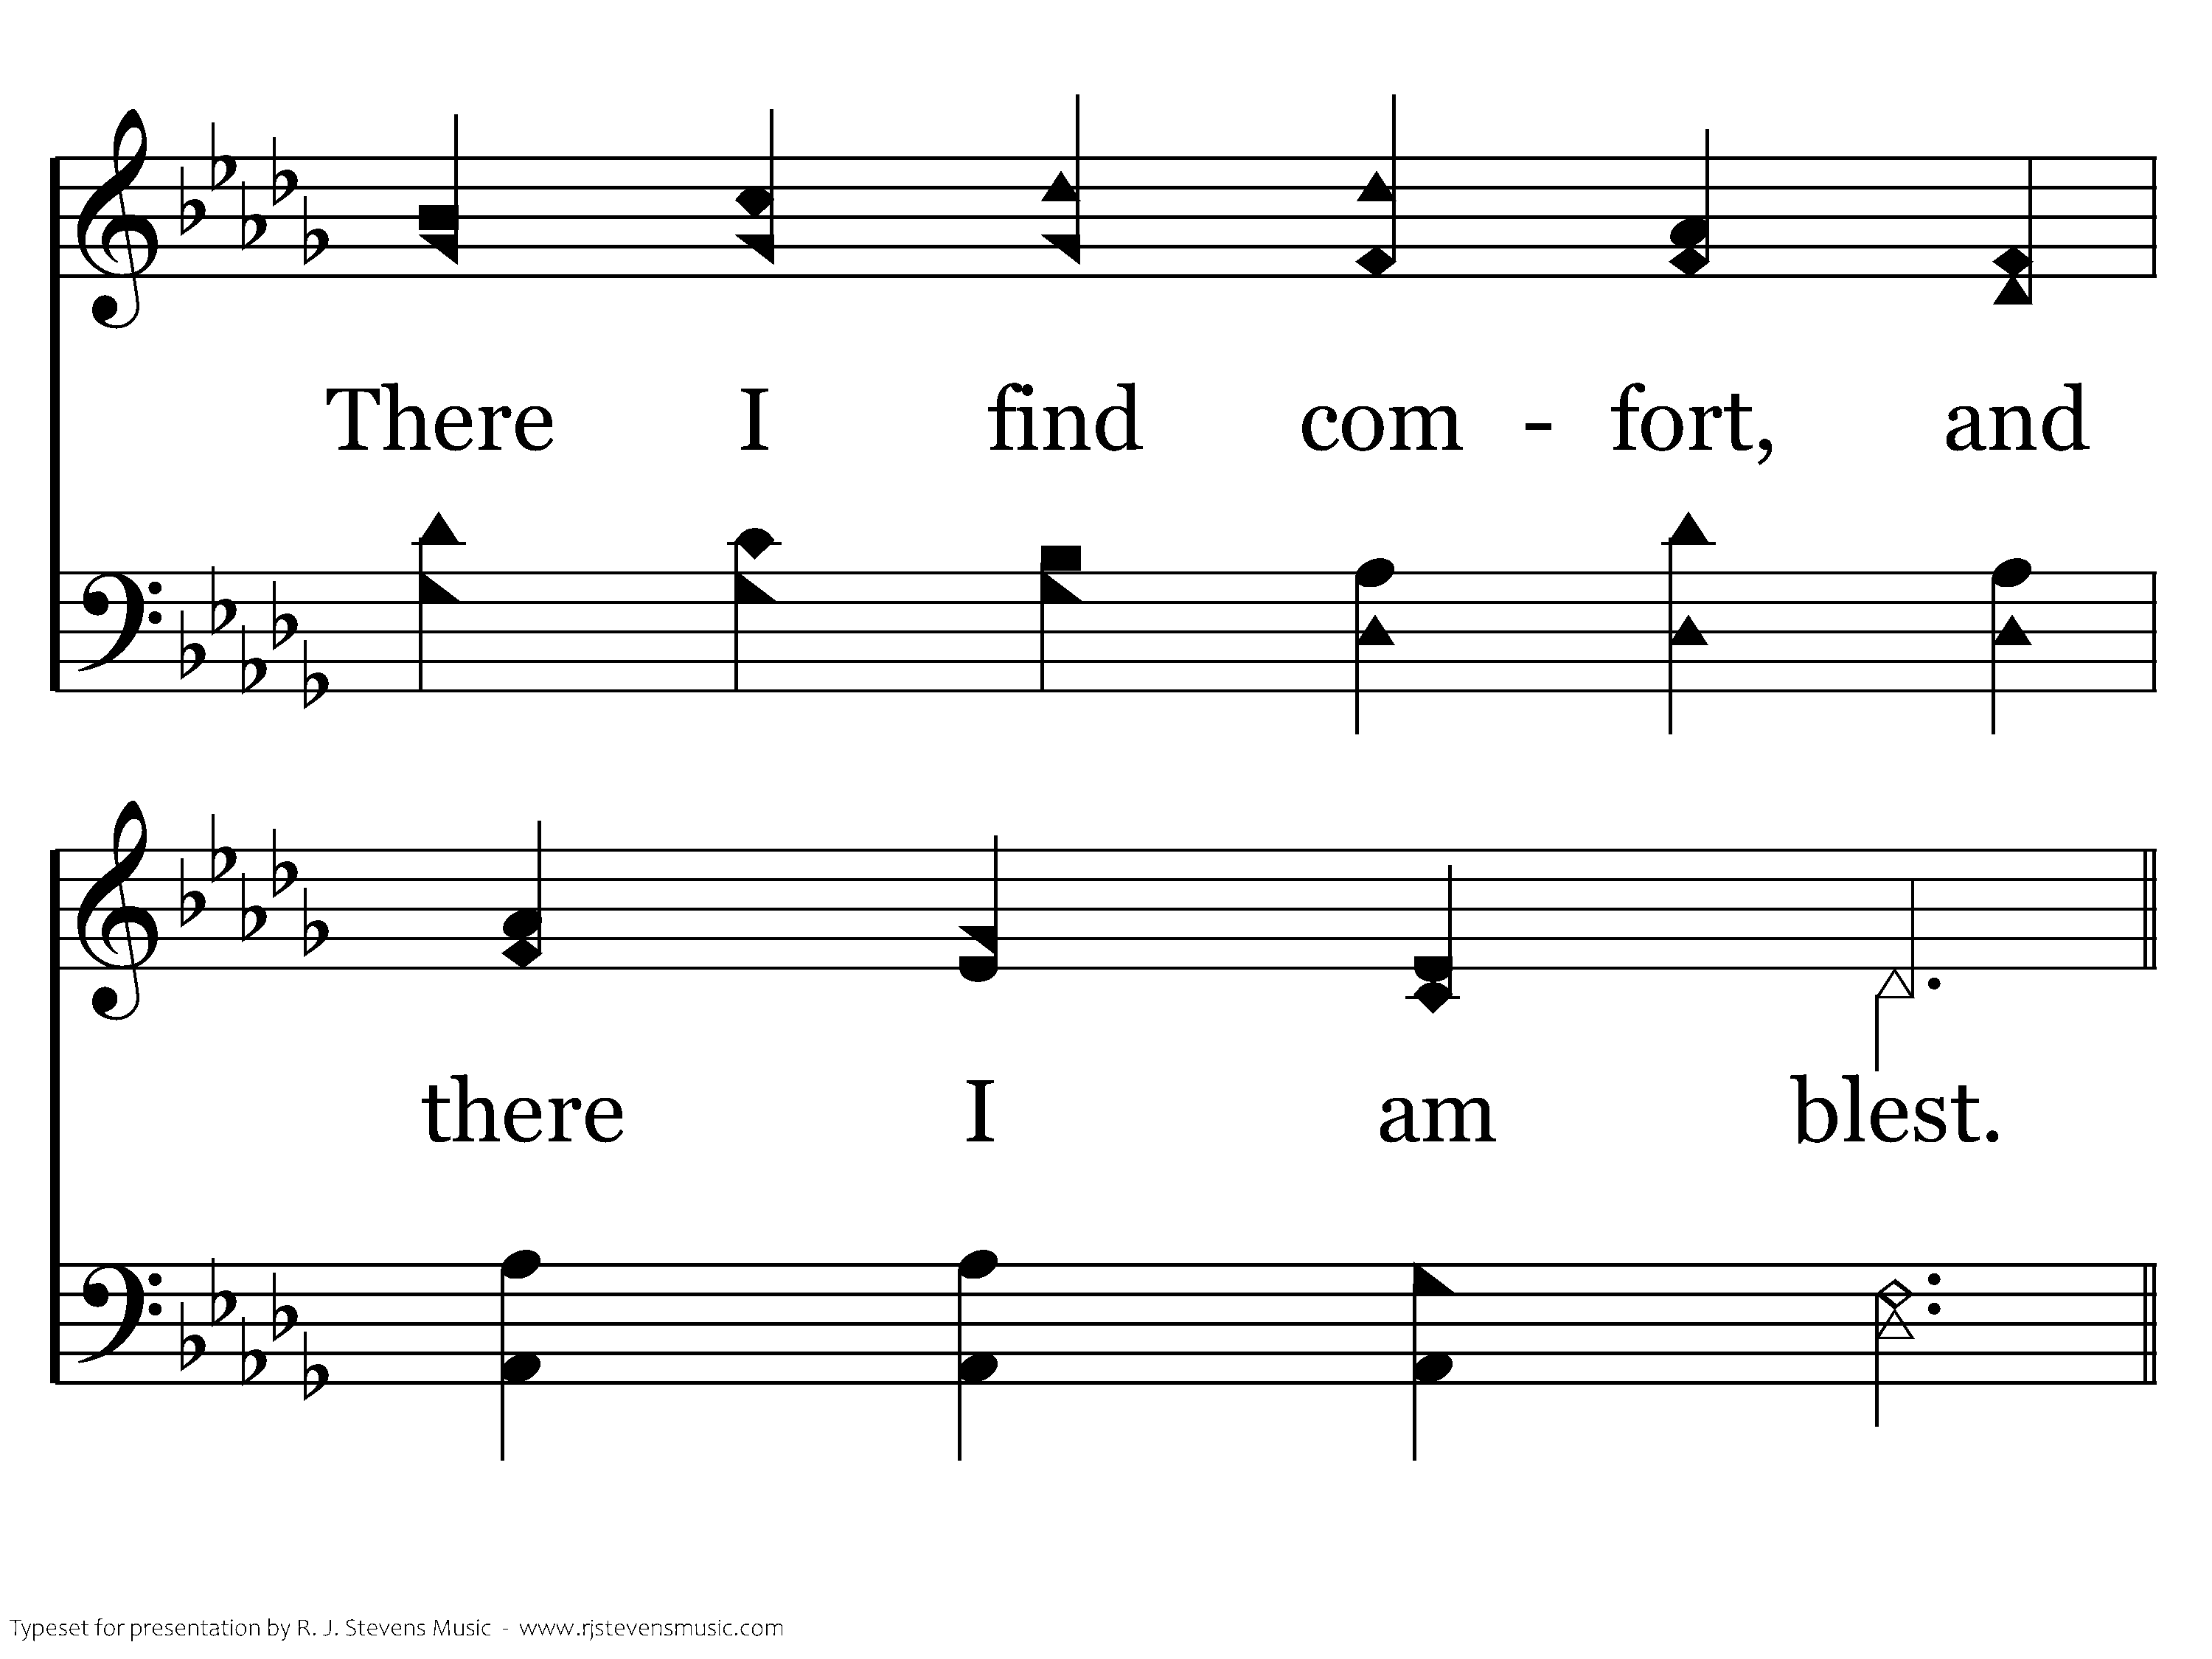 There I find com - fort, and
there I am blest.
Typeset for presentation by R. J. Stevens Music - www.rjstevensmusic.com